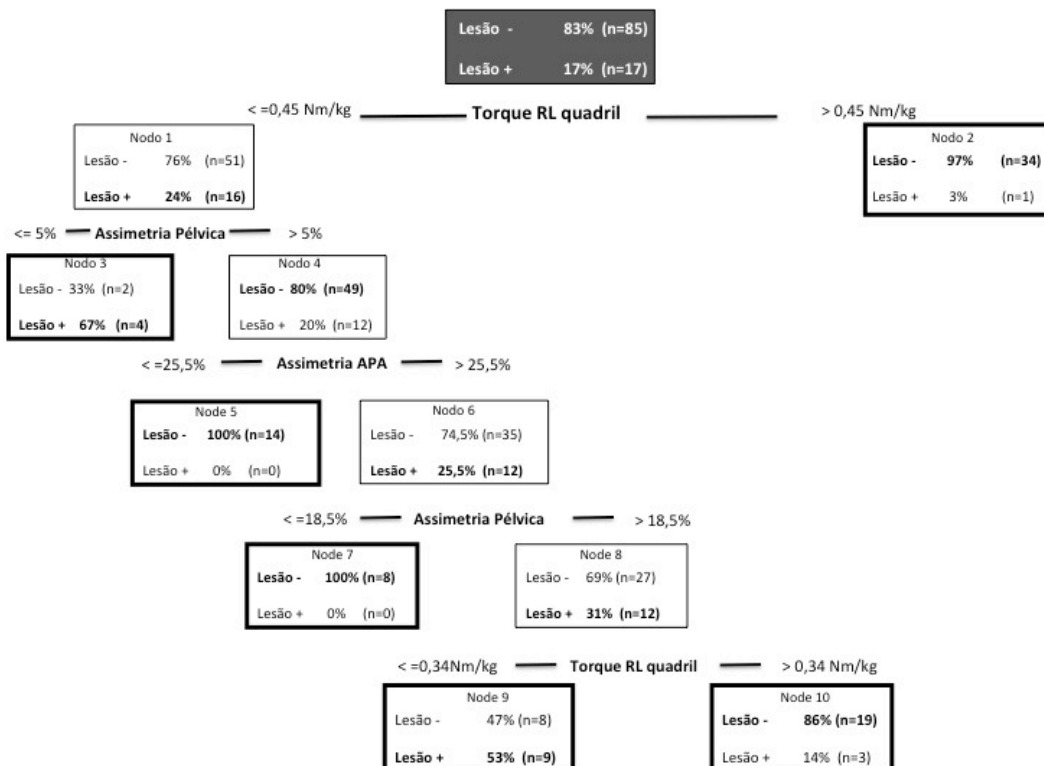 Lesão - 83% (n=85)
Lesão + 17% (n=17)
< =0,45 Nm/kg Torque RL quadril > 0,45 Nm/kg
Nodo 1
Lesão - 76% (n=51)
Lesão + 24% (n=16)
Nodo 2
Lesão - 97% (n=34)
Lesão + 3% (n=1)
<= 5% Assimetria Pélvica > 5%
Nodo 3
Lesão - 33% (n=2)
Lesão + 67% (n=4)
Nodo 4
Lesão - 80% (n=49)
Lesão + 20% (n=12)
< =25,5% Assimetria APA > 25,5%
Node 5
Lesão - 100% (n=14)
Lesão + 0% (n=0)
Nodo 6
Lesão - 74,5% (n=35)
Lesão + 25,5% (n=12)
< =18,5% Assimetria Pélvica > 18,5%
Node 7
Lesão - 100% (n=8)
Lesão + 0% (n=0)
Node 8
Lesão - 69% (n=27)
Lesão + 31% (n=12)
< =0,34Nm/kg Torque RL quadril > 0,34 Nm/kg
Node 9
Lesão - 47% (n=8)
Lesão + 53% (n=9)
Node 10
Lesão - 86% (n=19)
Lesão + 14% (n=3)